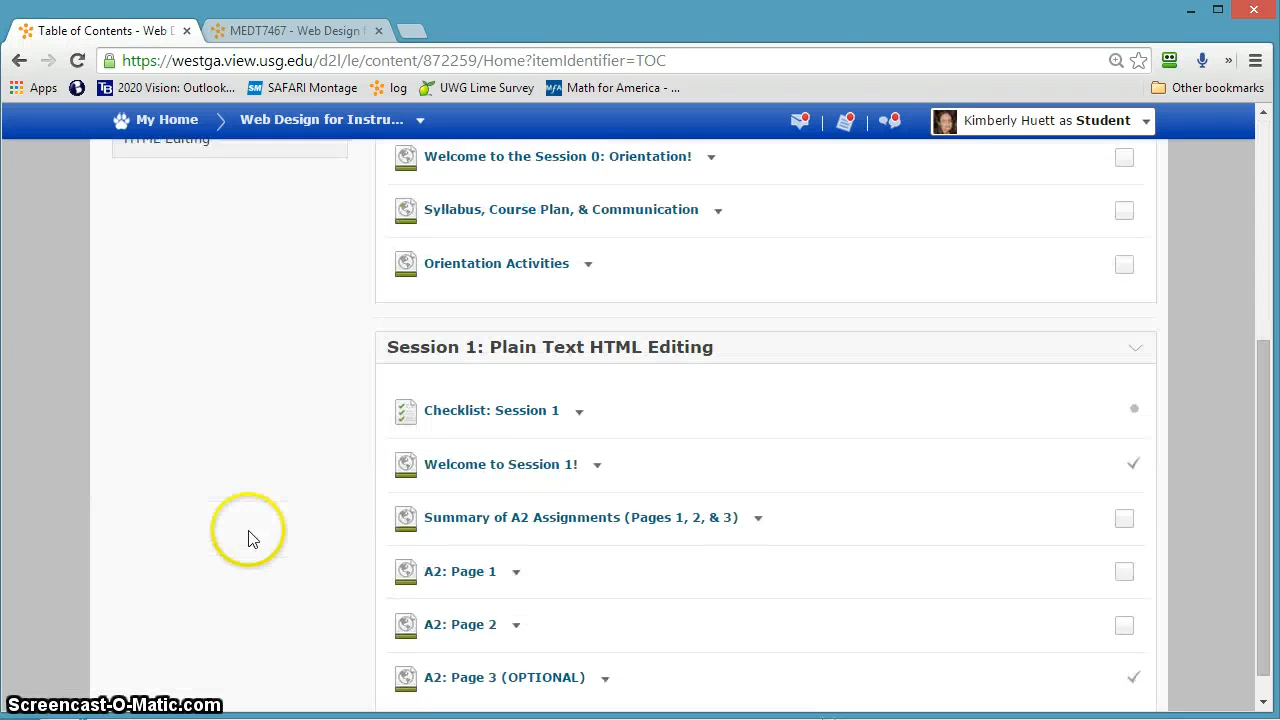 Table of Contents - Web D
MEDT7467 - Web Design f
https://westga.view.usg.edu/d2l/le/content/872259/Home?itemIdentifier=TOC
Apps
2020 Vision: Outlook...
SAFARI Montage
log
UWG Lime Survey
Math for America - ...
Other bookmarks
My Home
Web Design for Instru...
Kimberly Huett as Student
HTML Editing
Welcome to the Session 0: Orientation!
Syllabus, Course Plan, & Communication
Orientation Activities
Session 1: Plain Text HTML Editing
Checklist: Session 1
Welcome to Session 1!
Summary of A2 Assignments (Pages 1, 2, & 3)
A2: Page 1
A2: Page 2
A2: Page 3 (OPTIONAL)
Screencast-O-Matic.com